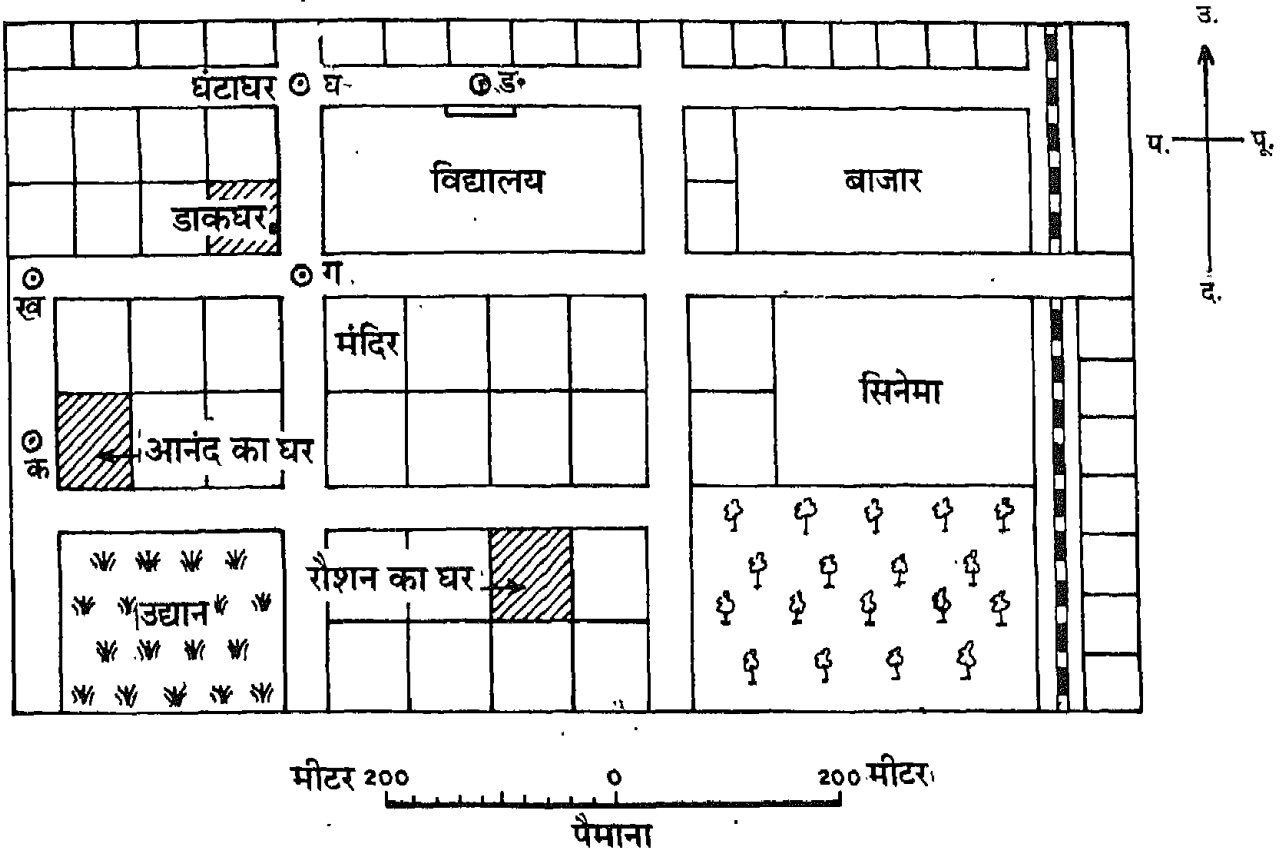 उ.
घंटाघर घ
ड.
प. पू.
विद्यालय
बाजार
डाकघर
ग
ख
द.
मंदिर
सिनेमा
क
आनंद का घर
रौशन का घर
उद्यान
मीटर 200 0 200 मीटर
पैमाना